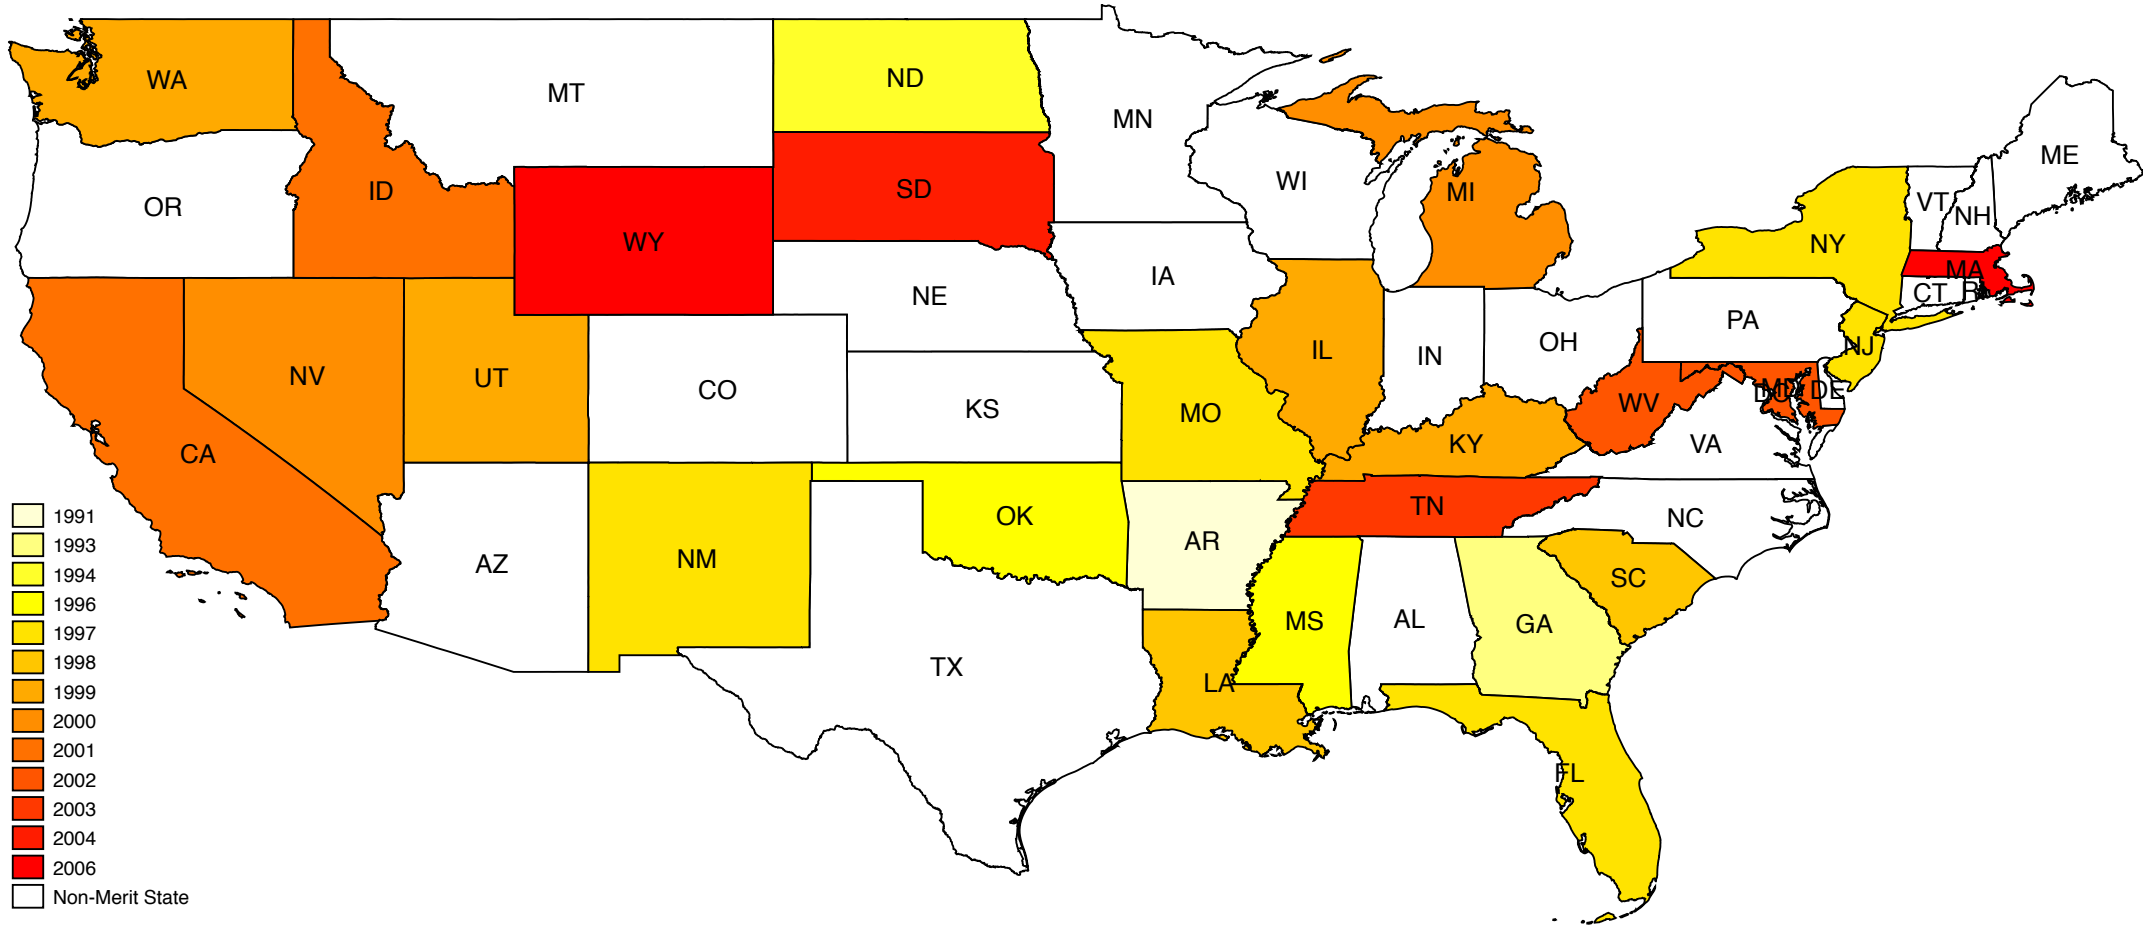 WA
MT
ND
MN
ME
ID
SD
WI
MI
VT
NH
OR
WY
NY
MA
IA
NE
CT
PA
OH
NJ
IL
IN
NV
UT
CO
KS
MO
WV
MD
DE
DC
CA
KY
VA
1991
1993
1994
1996
1997
1998
1999
2000
2001
2002
2003
2004
2006
Non-Merit State
OK
TN
NC
AR
NM
AZ
SC
MS
AL
GA
TX
LA
FL